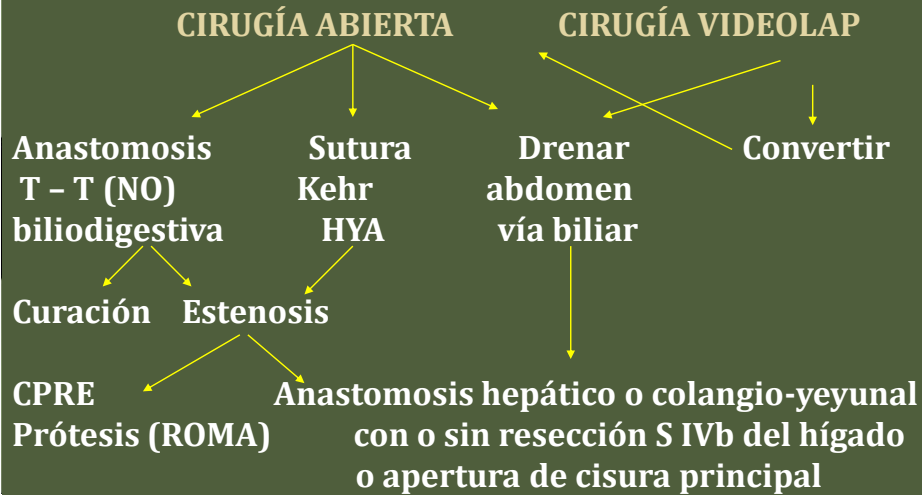 CIRUGÍA ABIERTA CIRUGÍA VIDEOLAP
Anastomosis Sutura Drenar Convertir
T – T (NO) Kehr abdomen
biliodigestiva HYA vía biliar
Curación Estenosis
CPRE Anastomosis hepático o colangio-yeyunal
Prótesis (ROMA) con o sin resección S IVb del hígado
o apertura de cisura principal